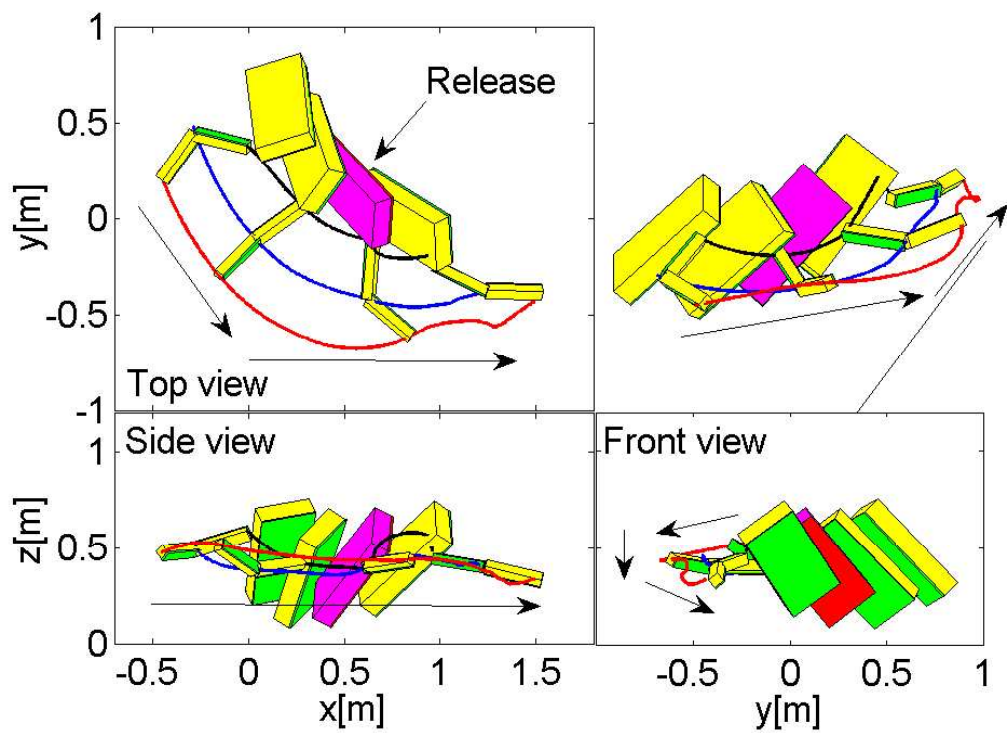 1
0.5
0
-0.5
-1
y[m]
Release
Top view
1
0.5
0
z[m]
Side view
Front view
-0.5 0 0.5 1 1.5
-0.5 0 0.5 1
x[m]
y[m]